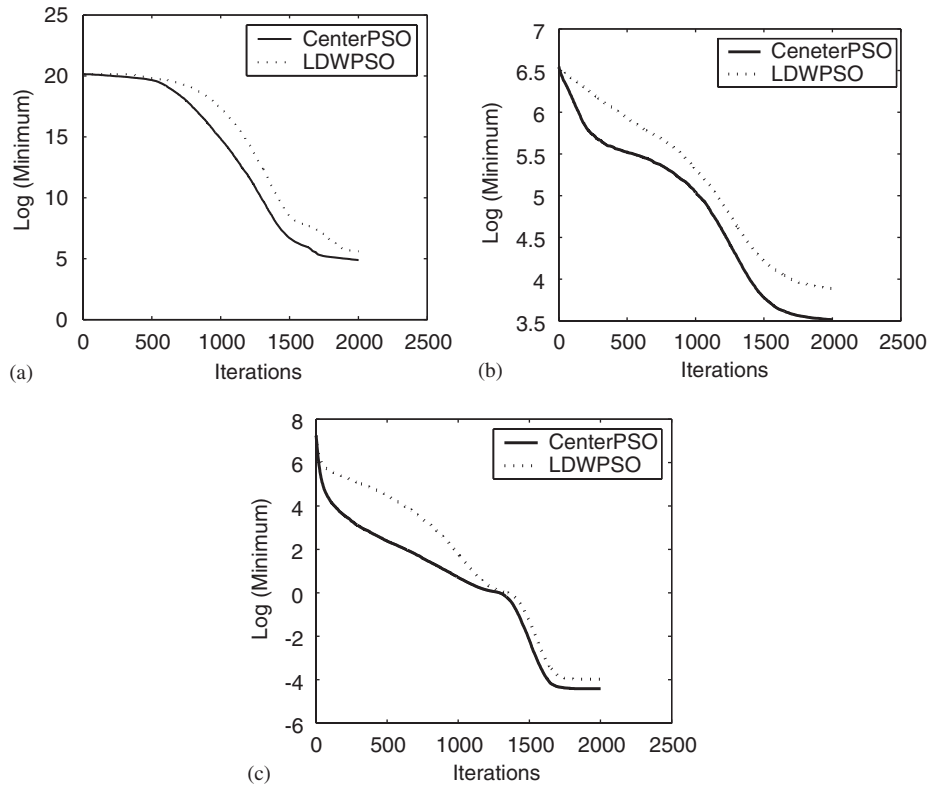 25
20
15
10
5
0
Log (Minimum)
CenterPSO
LDWPSO
0 500 1000 1500 2000 2500
Iterations
(a)
7
6.5
6
5.5
5
4.5
4
3.5
Log (Minimum)
CeneterPSO
LDWPSO
0 500 1000 1500 2000 2500
Iterations
(b)
8
6
4
2
0
-2
-4
-6
Log (Minimum)
CenterPSO
LDWPSO
0 500 1000 1500 2000 2500
Iterations
(c)